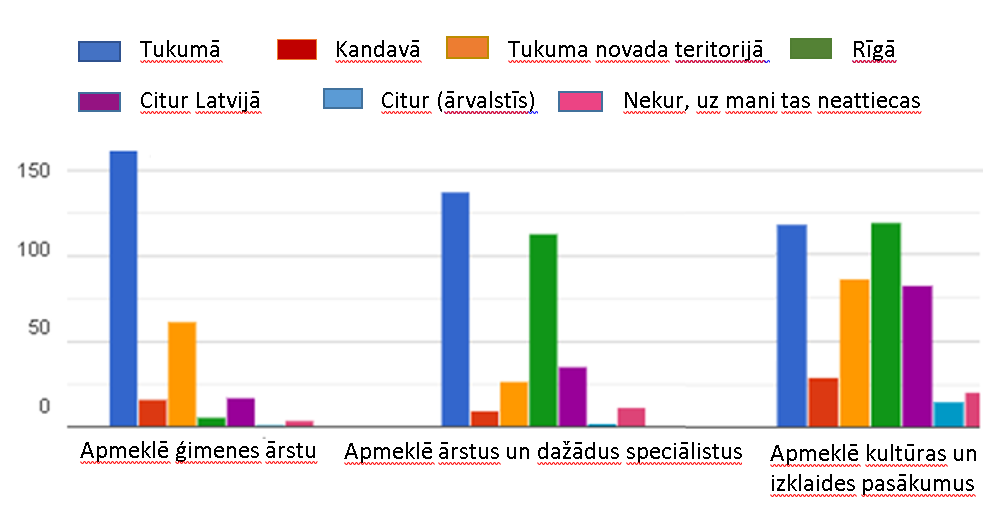 Tukumā Kandavā Tukuma novada teritorijā Rīgā
Citur Latvijā Citur (ārvalstīs) Nekur, uz mani tas neattiecas
150
100
50
0
Apmeklē ģimenes ārstu Apmeklē ārstus un dažādus speciālistus Apmeklē kultūras un
izklaides pasākumus